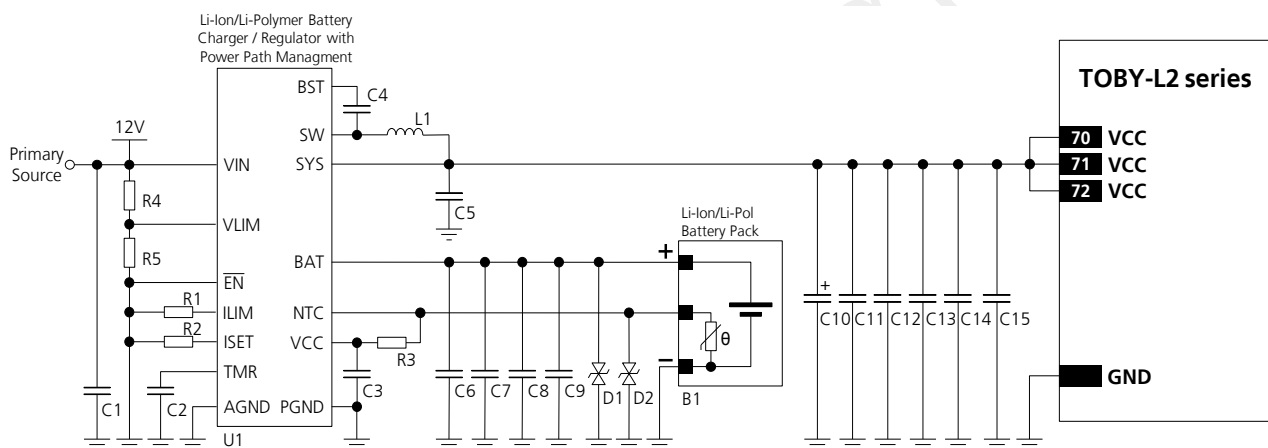 Li-Ion/Li-Polymer Battery
Charger / Regulator with
Power Path Managment
TOBY-L2 series
BST
C4
12V
SW
L1
Primary
Source
VIN
SYS
70 VCC
71 VCC
72 VCC
R4
VLIM
C5
Li-Ion/Li-Pol
Battery Pack
R5
BAT
+
EN
R1
ILIM
NTC
+
C10
C11
C12
C13
C14
C15
R2
ISET
VCC
R3
θ
–
TMR
GND
C1
C2
C3
C6
C7
C8
C9
D1
D2
B1
AGND
PGND
U1